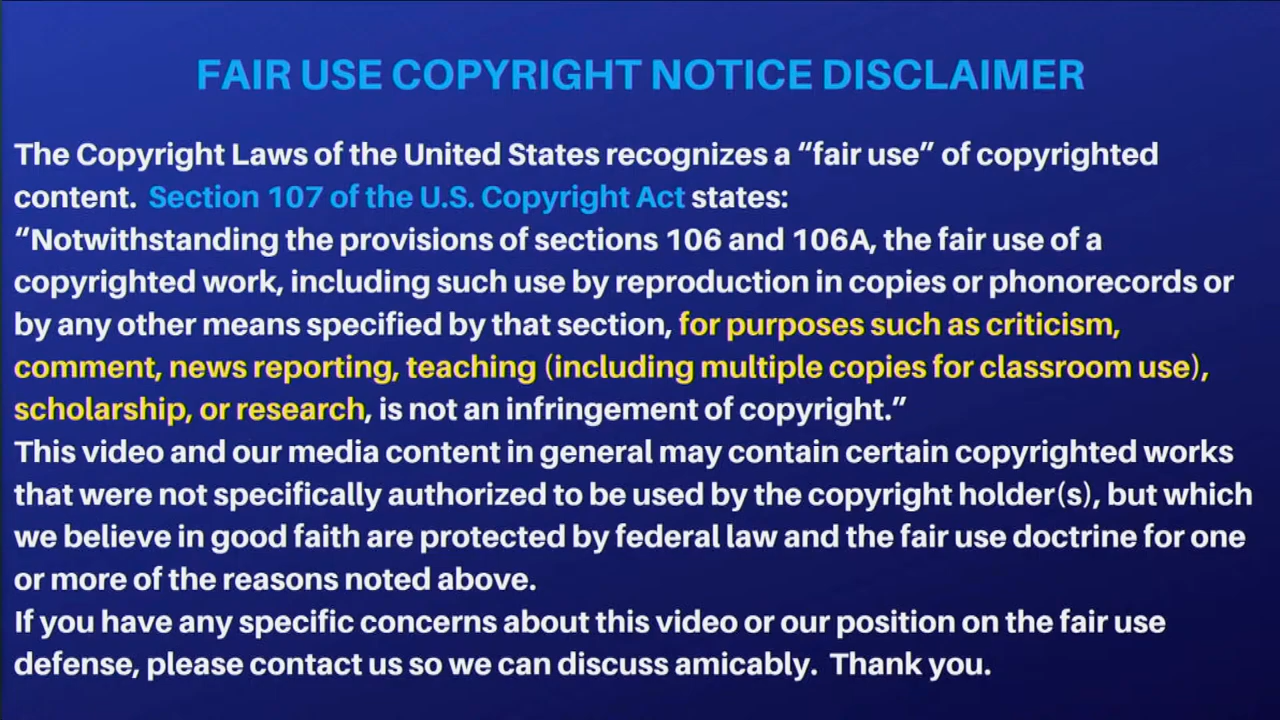 FAIR USE COPYRIGHT NOTICE DISCLAIMER
The Copyright Laws of the United States recognizes a “fair use” of copyrighted
content.  Section 107 of the U.S. Copyright Act states:
“Notwithstanding the provisions of sections 106 and 106A, the fair use of a
copyrighted work, including such use by reproduction in copies or phonorecords or
by any other means specified by that section, for purposes such as criticism,
comment, news reporting, teaching (including multiple copies for classroom use),
scholarship, or research, is not an infringement of copyright.”
This video and our media content in general may contain certain copyrighted works
that were not specifically authorized to be used by the copyright holder(s), but which
we believe in good faith are protected by federal law and the fair use doctrine for one
or more of the reasons noted above.
If you have any specific concerns about this video or our position on the fair use
defense, please contact us so we can discuss amicably.  Thank you.